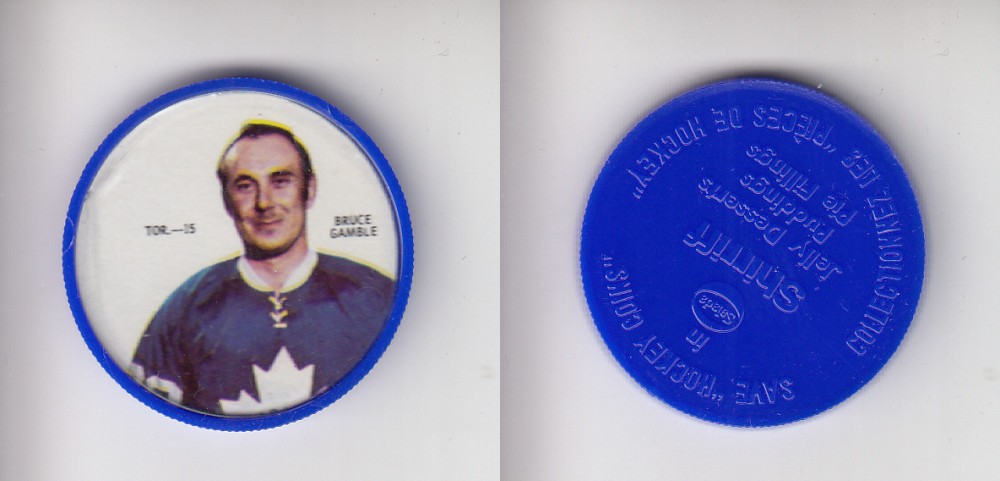 TOR.—15
BRUCE
GAMBLE
SAVE "HOCKEY COINS"
in
Salada
Shirriff
Jelly Desserts
Puddings
Pie Fillings
COLLECTIONNEZ LES "PIÈCES DE HOCKEY"